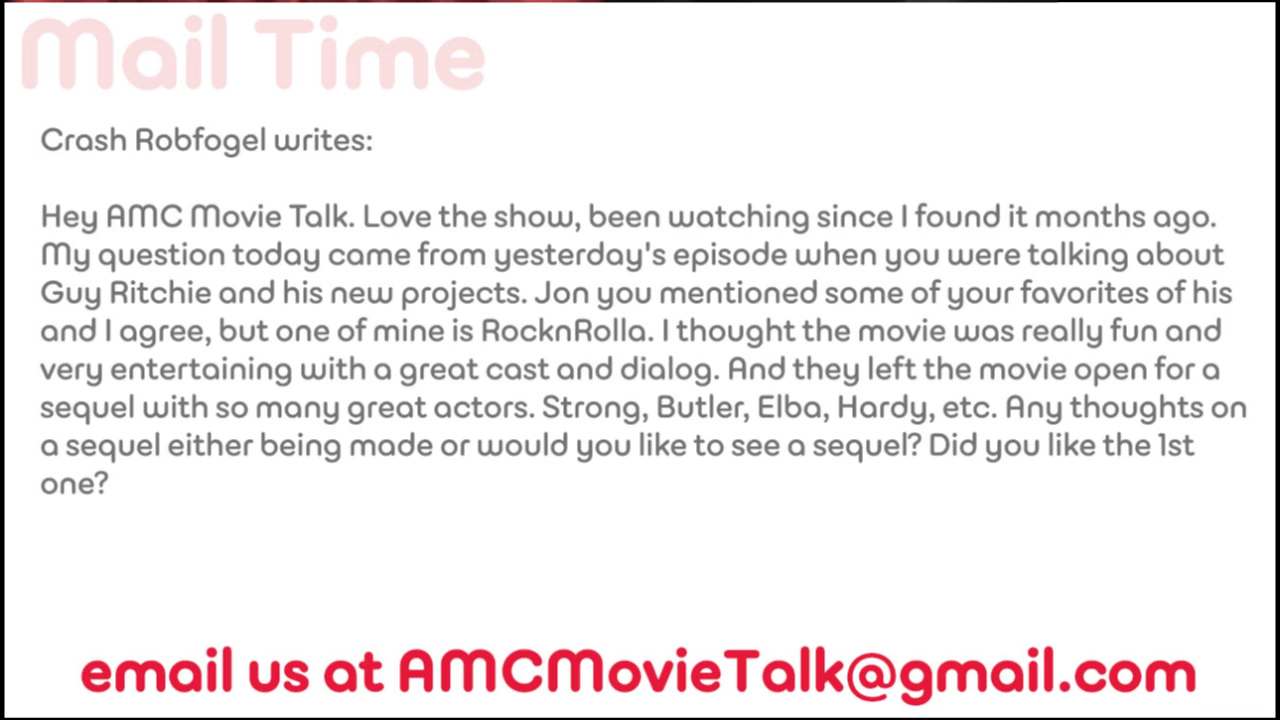 Mail Time
Crash Robfogel writes:
Hey AMC Movie Talk. Love the show, been watching since I found it months ago.
My question today came from yesterday's episode when you were talking about
Guy Ritchie and his new projects. Jon you mentioned some of your favorites of his
and I agree, but one of mine is RocknRolla. I thought the movie was really fun and
very entertaining with a great cast and dialog. And they left the movie open for a
sequel with so many great actors. Strong, Butler, Elba, Hardy, etc. Any thoughts on
a sequel either being made or would you like to see a sequel? Did you like the 1st
one?
email us at AMCMovieTalk@gmail.com